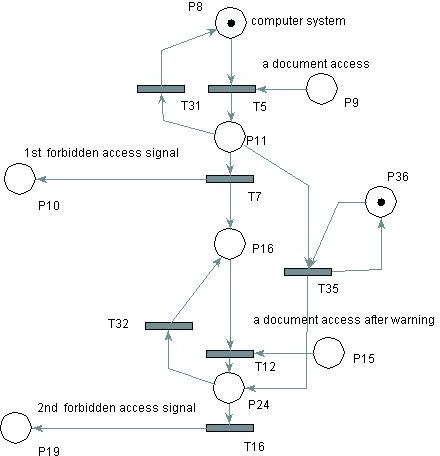 P8
computer system
a document access
T31
T5
P9
P11
1st forbidden access signal
P36
P10
T7
P16
T35
T32
a document access after warning
T12
P15
P24
2nd forbidden access signal
P19
T16